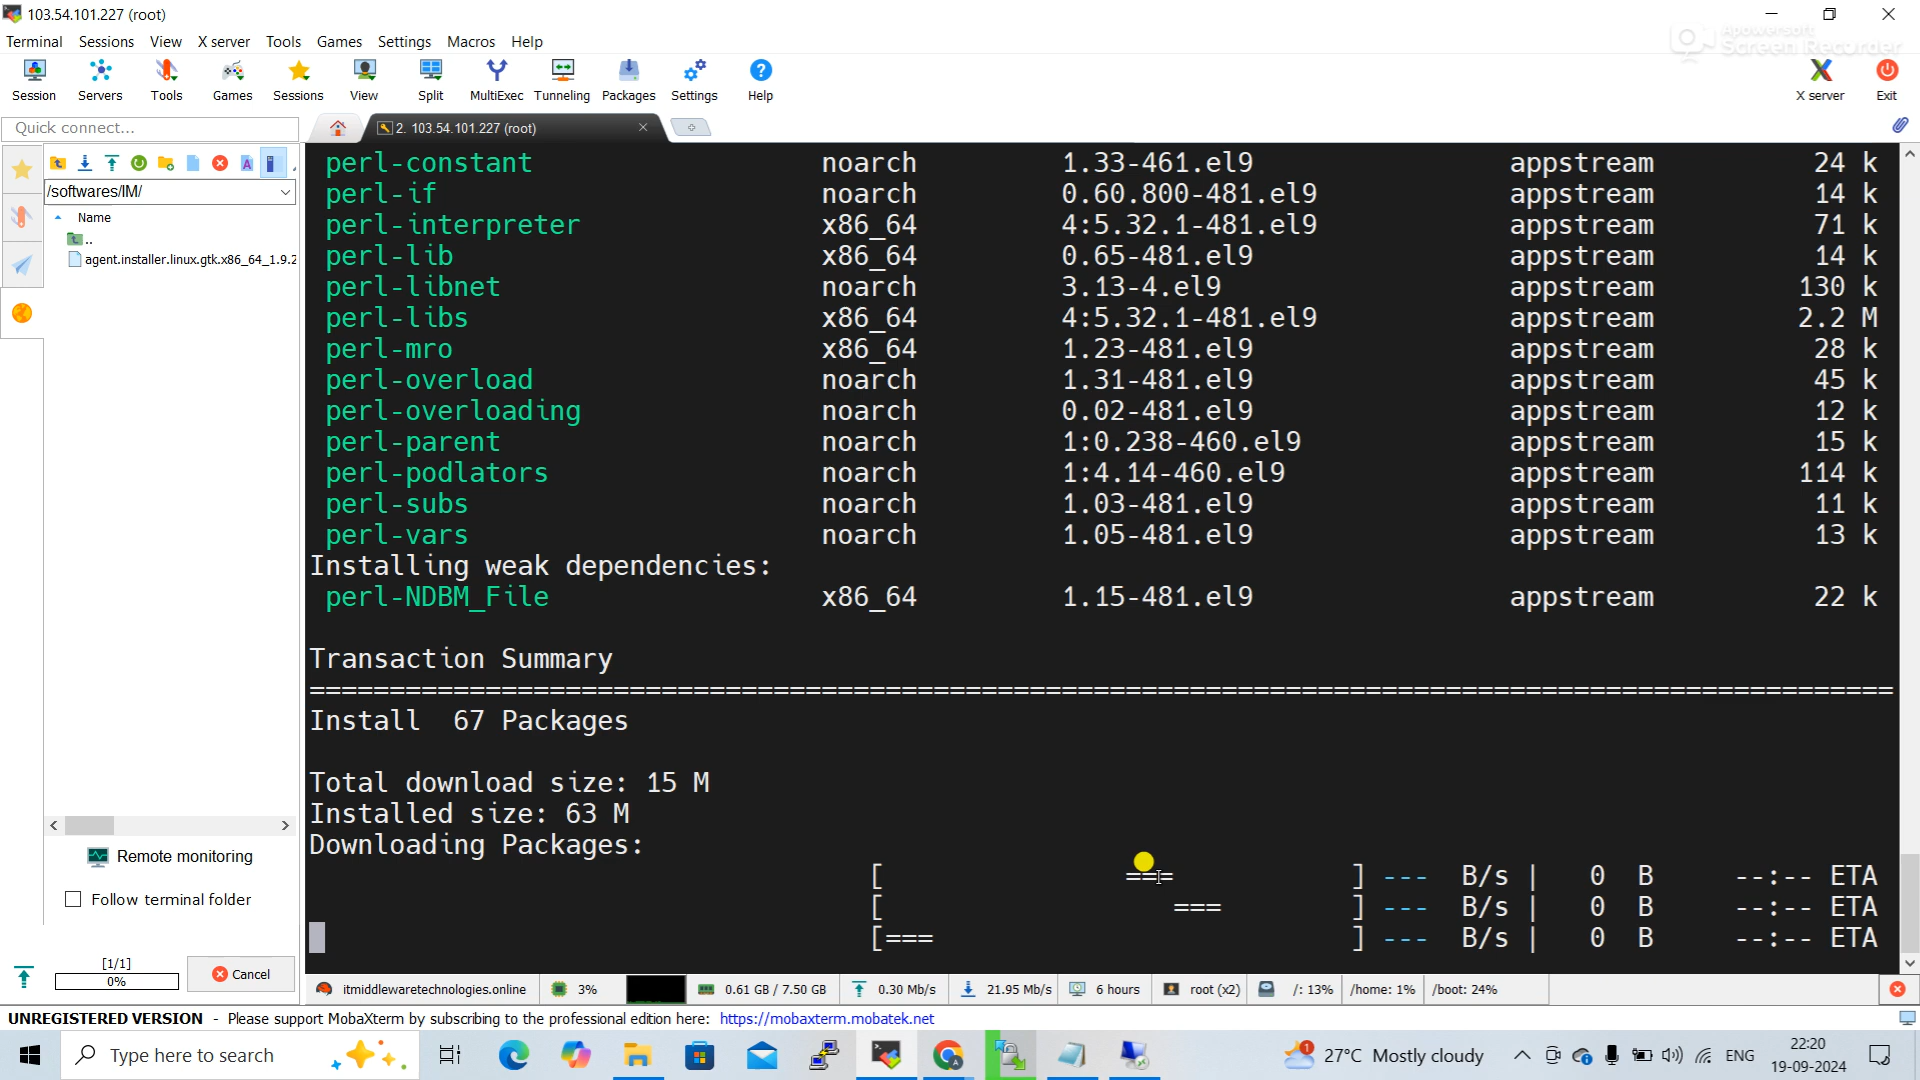 103.54.101.227 (root)
Apowersoft
Screen Recorder
Terminal Sessions View X server Tools Games Settings Macros Help
Session Servers Tools Games Sessions View Split MultiExec Tunneling Packages Settings Help X server Exit
Quick connect...
2. 103.54.101.227 (root)
/softwares/IM/
Name
..
agent.installer.linux.gtk.x86_64_1.9.2
perl-constant noarch 1.33-461.el9 appstream 24 k
perl-if noarch 0.60.800-481.el9 appstream 14 k
perl-interpreter x86_64 4:5.32.1-481.el9 appstream 71 k
perl-lib x86_64 0.65-481.el9 appstream 14 k
perl-libnet noarch 3.13-4.el9 appstream 130 k
perl-libs x86_64 4:5.32.1-481.el9 appstream 2.2 M
perl-mro x86_64 1.23-481.el9 appstream 28 k
perl-overload noarch 1.31-481.el9 appstream 45 k
perl-overloading noarch 0.02-481.el9 appstream 12 k
perl-parent noarch 1:0.238-460.el9 appstream 15 k
perl-podlators noarch 1:4.14-460.el9 appstream 114 k
perl-subs noarch 1.03-481.el9 appstream 11 k
perl-vars noarch 1.05-481.el9 appstream 13 k
Installing weak dependencies:
perl-NDBM_File x86_64 1.15-481.el9 appstream 22 k
Transaction Summary
===================================================================================================
Install 67 Packages
Total download size: 15 M
Installed size: 63 M
Downloading Packages:
[ === ] --- B/s | 0 B --:-- ETA
[ === ] --- B/s | 0 B --:-- ETA
[=== ] --- B/s | 0 B --:-- ETA
Remote monitoring
Follow terminal folder
[1/1]
0%
Cancel
itmiddlewaretechnologies.online 3% 0.61 GB / 7.50 GB 0.30 Mb/s 21.95 Mb/s 6 hours root (x2) /: 13% /home: 1% /boot: 24%
UNREGISTERED VERSION - Please support MobaXterm by subscribing to the professional edition here: https://mobaxterm.mobatek.net
Type here to search
1
27°C Mostly cloudy
ENG
22:20
19-09-2024